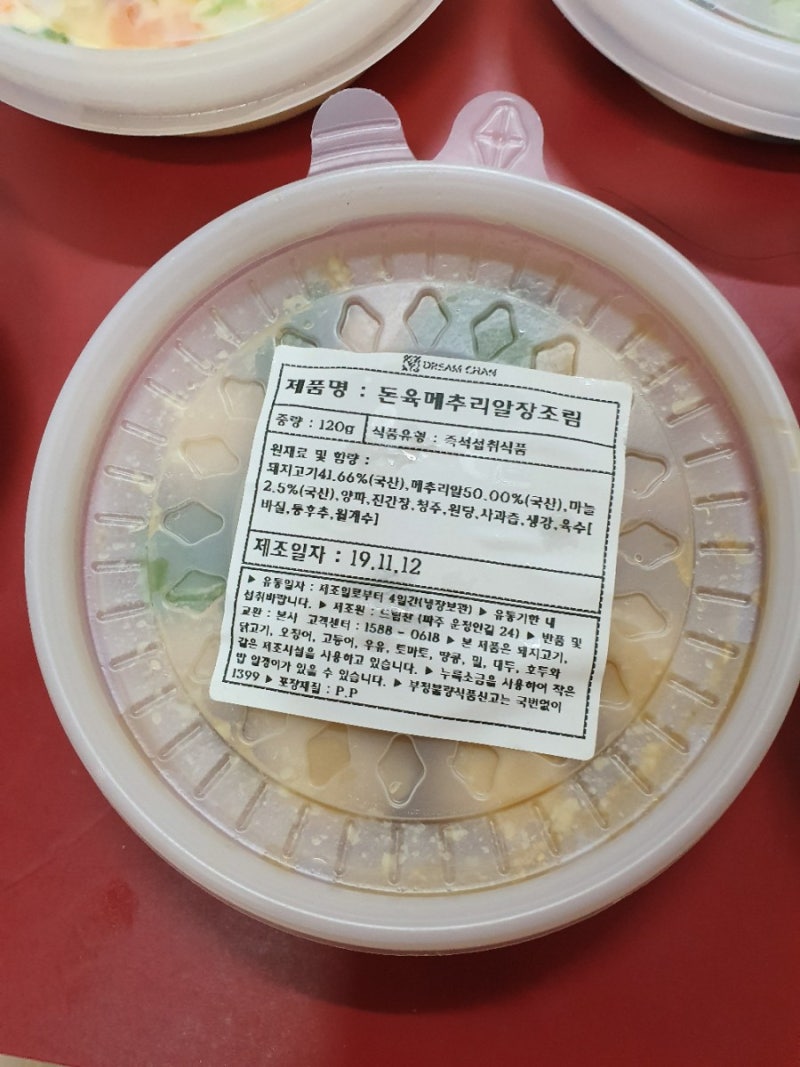 DREAM CHAN
제품명 : 돈육메추리알장조림
중량 : 120g 식품유형 : 즉석섭취식품
원재료 및 함량 :
돼지고기41.66%(국산),메추리알50.00%(국산),마늘
2.5%(국산),양파,진간장,청주,원당,사과즙,생강,육수[
바질,통후추,월계수]
제조일자 : 19.11.12
▶ 유통일자 : 제조일로부터 4일간(냉장보관) ▶ 유통기한 내
섭취바랍니다. ▶ 제조원 : 드림찬 (파주 운정안길 24) ▶ 반품 및
교환 : 본사 고객센터 : 1588 - 0618 ▶ 본 제품은 돼지고기,
닭고기, 오징어, 고등어, 우유, 토마토, 땅콩, 밀, 대두, 호두와
같은 제조시설을 사용하고 있습니다. ▶ 누룩소금을 사용하여 작은
밥 알갱이가 있을 수 있습니다. ▶ 부정불량식품신고는 국번없이
1399 ▶ 포장재질 : P.P